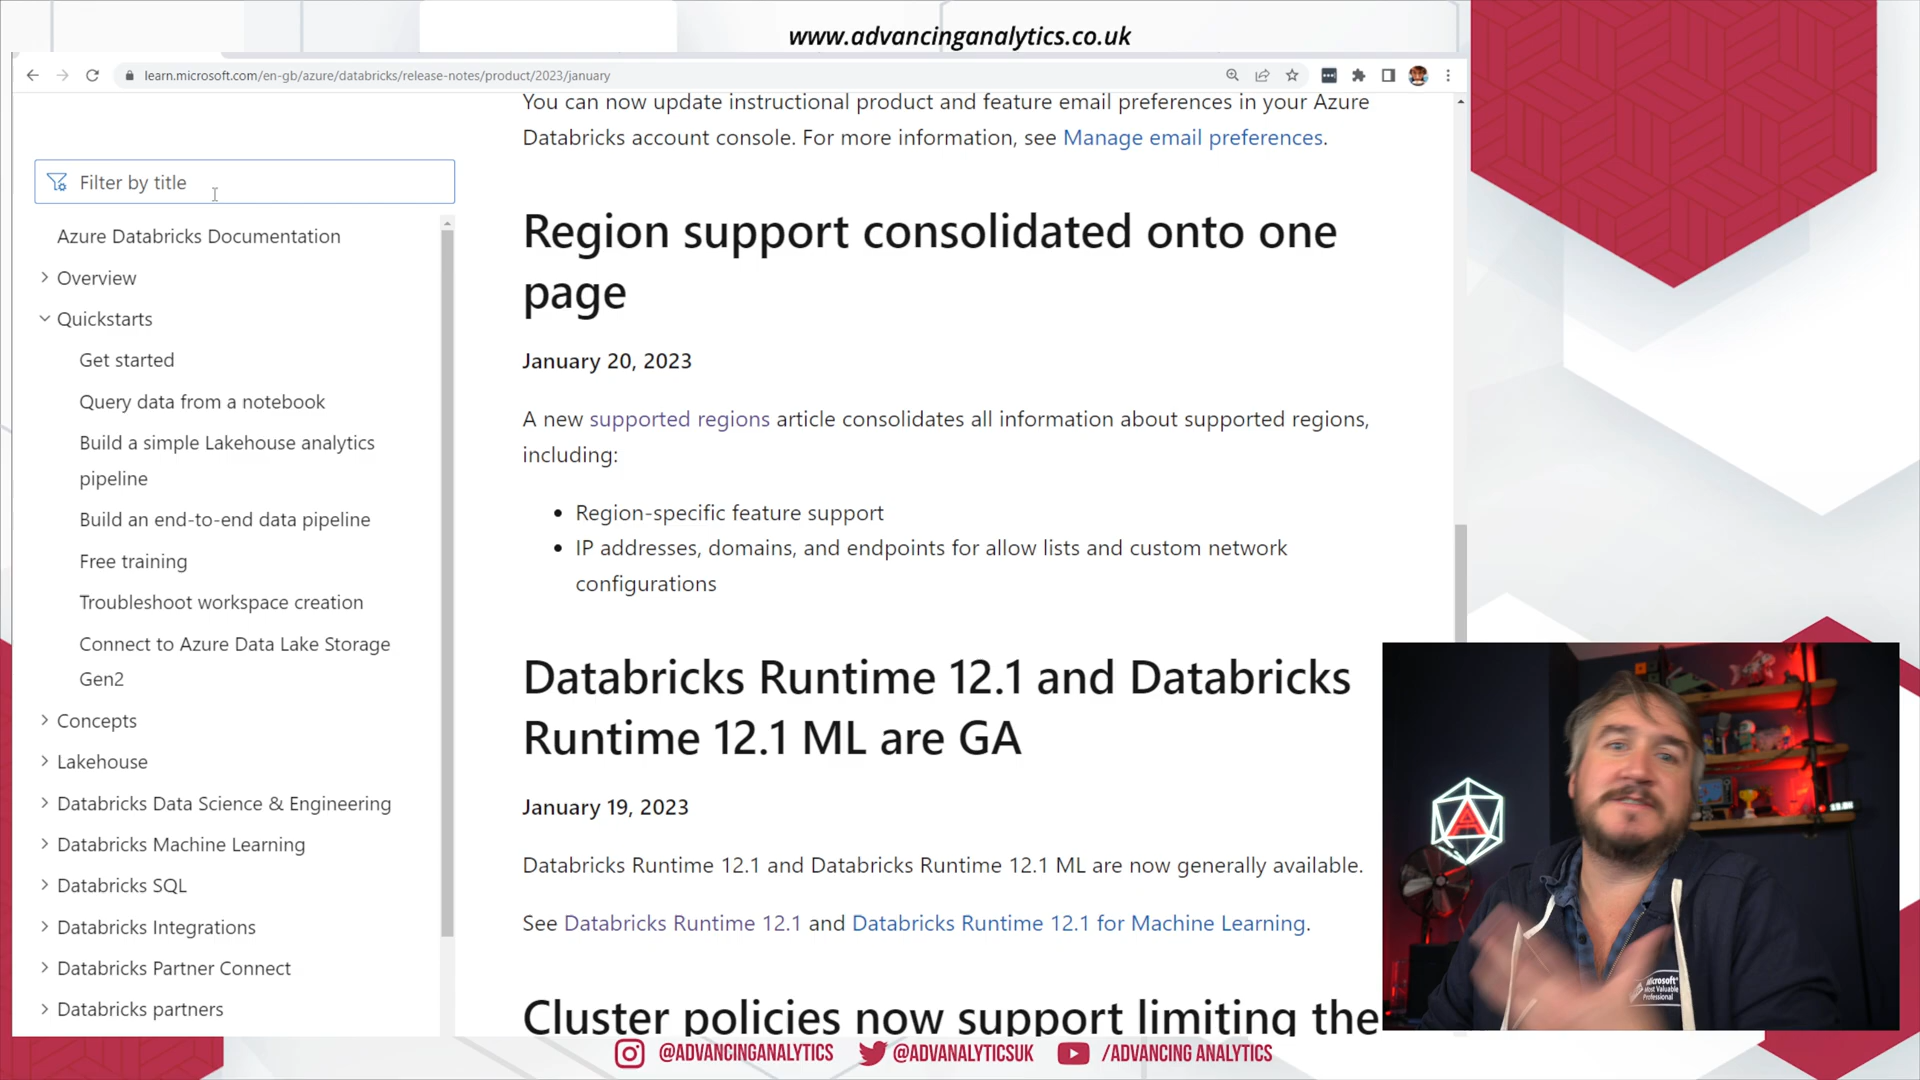 www.advancinganalytics.co.uk
learn.microsoft.com/en-gb/azure/databricks/release-notes/product/2023/january
Filter by title
Azure Databricks Documentation
Overview
Quickstarts
Get started
Query data from a notebook
Build a simple Lakehouse analytics
pipeline
Build an end-to-end data pipeline
Free training
Troubleshoot workspace creation
Connect to Azure Data Lake Storage
Gen2
Concepts
Lakehouse
Databricks Data Science & Engineering
Databricks Machine Learning
Databricks SQL
Databricks Integrations
Databricks Partner Connect
Databricks partners
You can now update instructional product and feature email preferences in your Azure
Databricks account console. For more information, see Manage email preferences.
Region support consolidated onto one
page
January 20, 2023
A new supported regions article consolidates all information about supported regions,
including:
• Region-specific feature support
• IP addresses, domains, and endpoints for allow lists and custom network
configurations
Databricks Runtime 12.1 and Databricks
Runtime 12.1 ML are GA
January 19, 2023
Databricks Runtime 12.1 and Databricks Runtime 12.1 ML are now generally available.
See Databricks Runtime 12.1 and Databricks Runtime 12.1 for Machine Learning.
Cluster policies now support limiting the
A
Microsoft
Most Valuable
Professional
@ADVANCINGANALYTICS
@ADVANALYTICSUK
/ADVANCING ANALYTICS